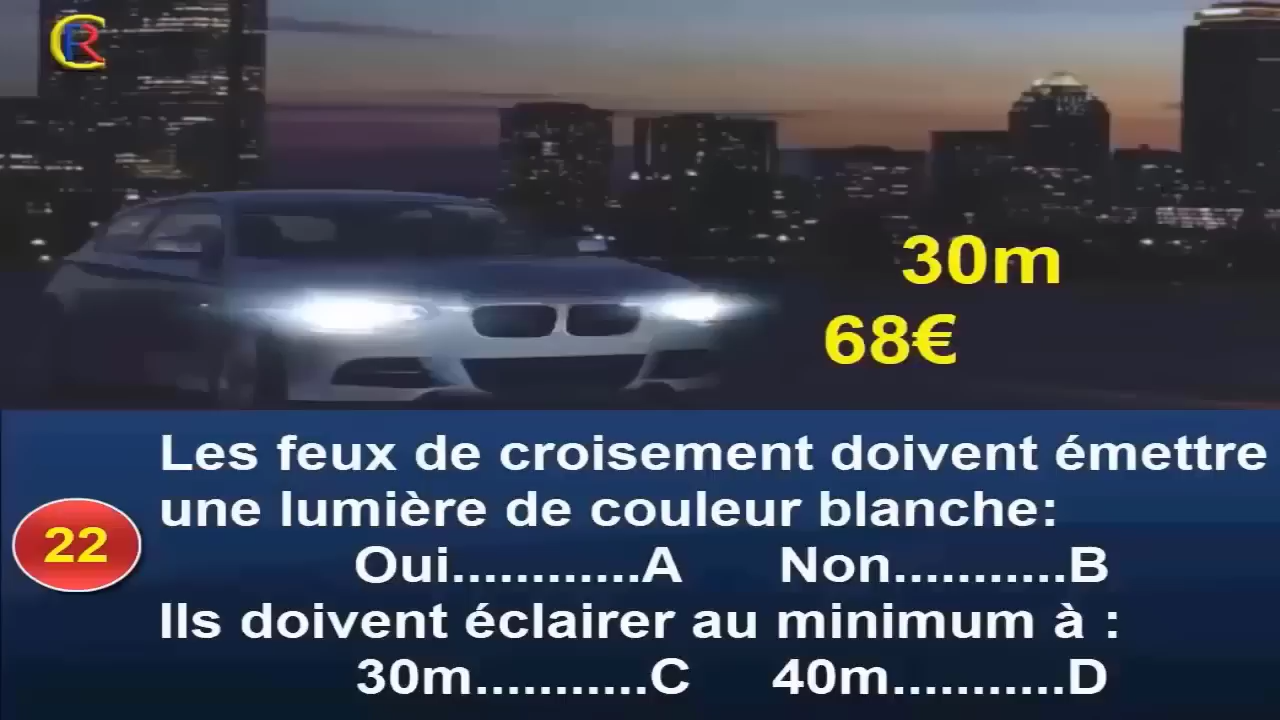 CR
30m
68€
Les feux de croisement doivent émettre
une lumière de couleur blanche:
22
Oui............A Non...........B
Ils doivent éclairer au minimum à :
30m...........C 40m...........D